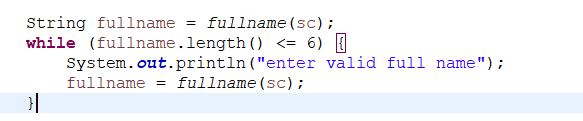 String fullname = fullname(sc);
while (fullname.length() <= 6) {
    System.out.println("enter valid full name");
    fullname = fullname(sc);
}